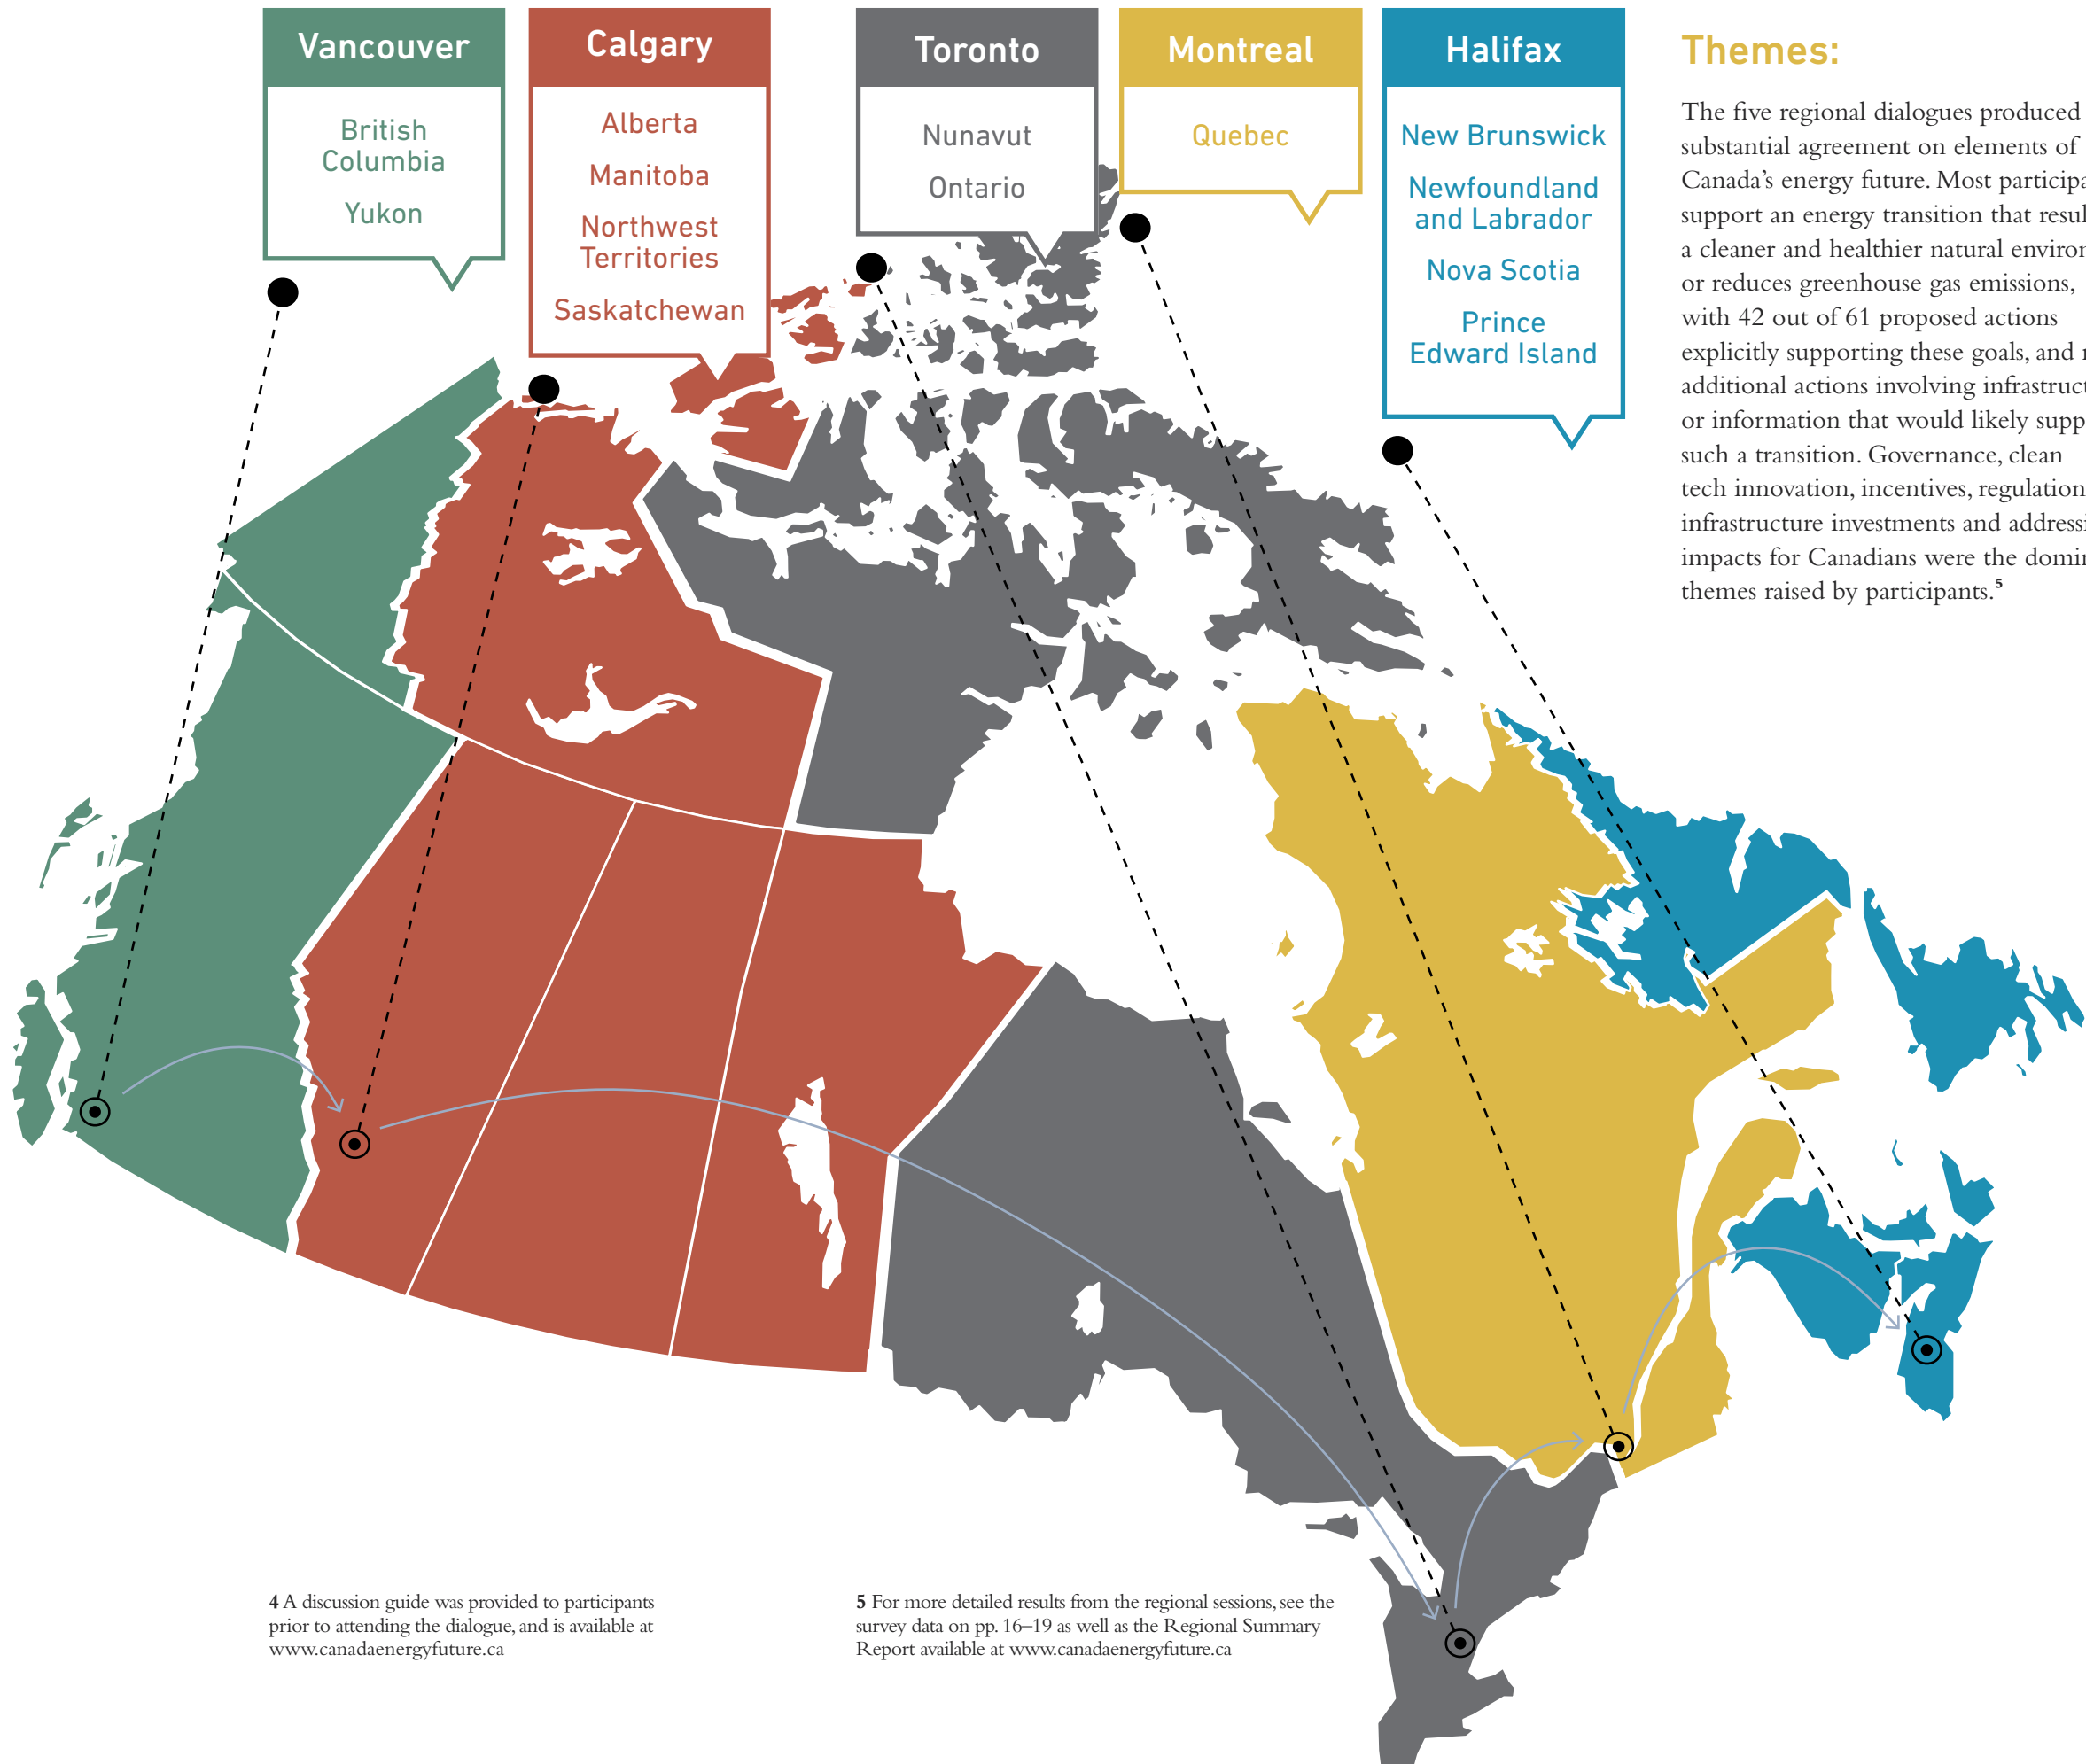 Vancouver
British
Columbia
Yukon
Calgary
Alberta
Manitoba
Northwest
Territories
Saskatchewan
Toronto
Nunavut
Ontario
Montreal
Quebec
Halifax
New Brunswick
Newfoundland
and Labrador
Nova Scotia
Prince
Edward Island
Themes:
The five regional dialogues produced
substantial agreement on elements of
Canada’s energy future. Most
support an energy transition that
a cleaner and healthier natural
or reduces greenhouse gas emissions,
with 42 out of 61 proposed actions
explicitly supporting these goals, and
additional actions involving
or information that would likely
such a transition. Governance, clean
tech innovation, incentives, regulation
infrastructure investments and
impacts for Canadians were the
themes raised by participants.5
4 A discussion guide was provided to participants
prior to attending the dialogue, and is available at
www.canadaenergyfuture.ca
5 For more detailed results from the regional sessions, see the
survey data on pp. 16–19 as well as the Regional Summary
Report available at www.canadaenergyfuture.ca